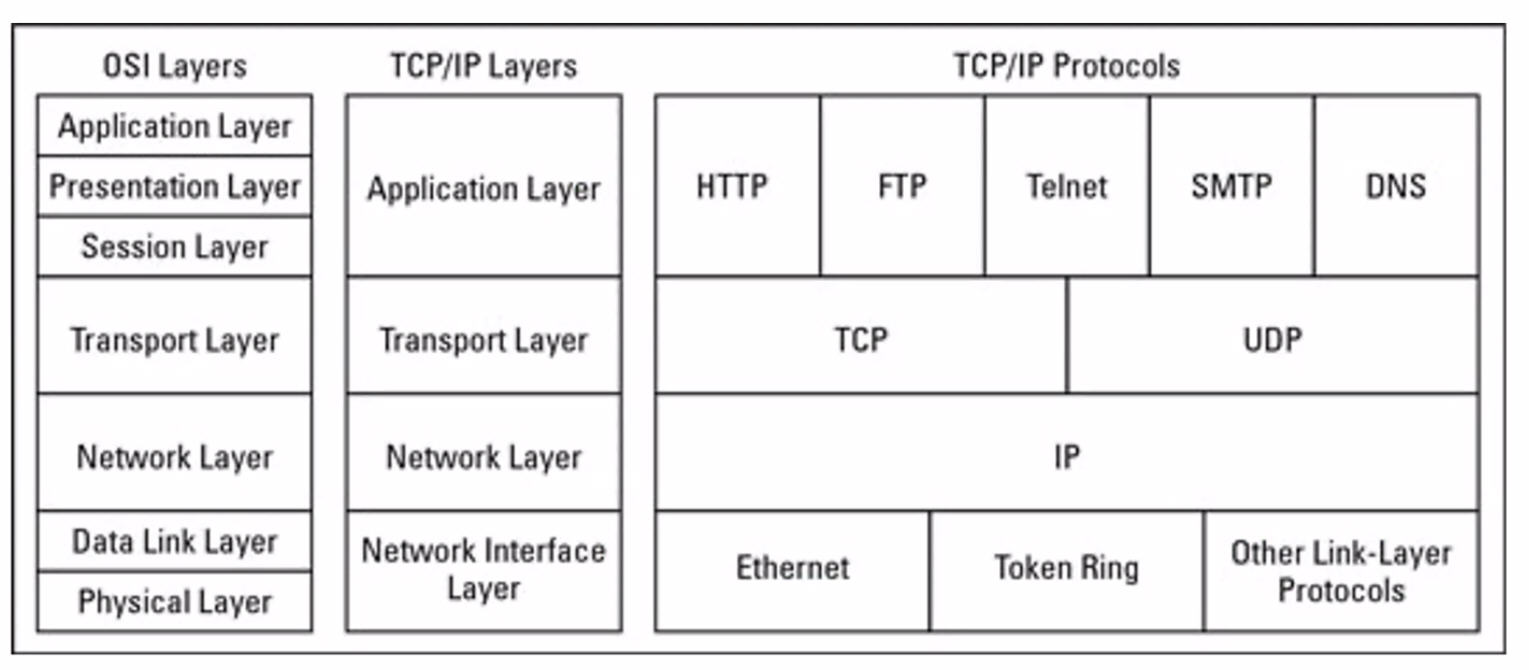 OSI Layers
TCP/IP Layers
TCP/IP Protocols
Application Layer
Presentation Layer
Session Layer
Transport Layer
Network Layer
Data Link Layer
Physical Layer
Application Layer
Transport Layer
Network Layer
Network Interface
Layer
HTTP
FTP
Telnet
SMTP
DNS
TCP
UDP
IP
Ethernet
Token Ring
Other Link-Layer
Protocols